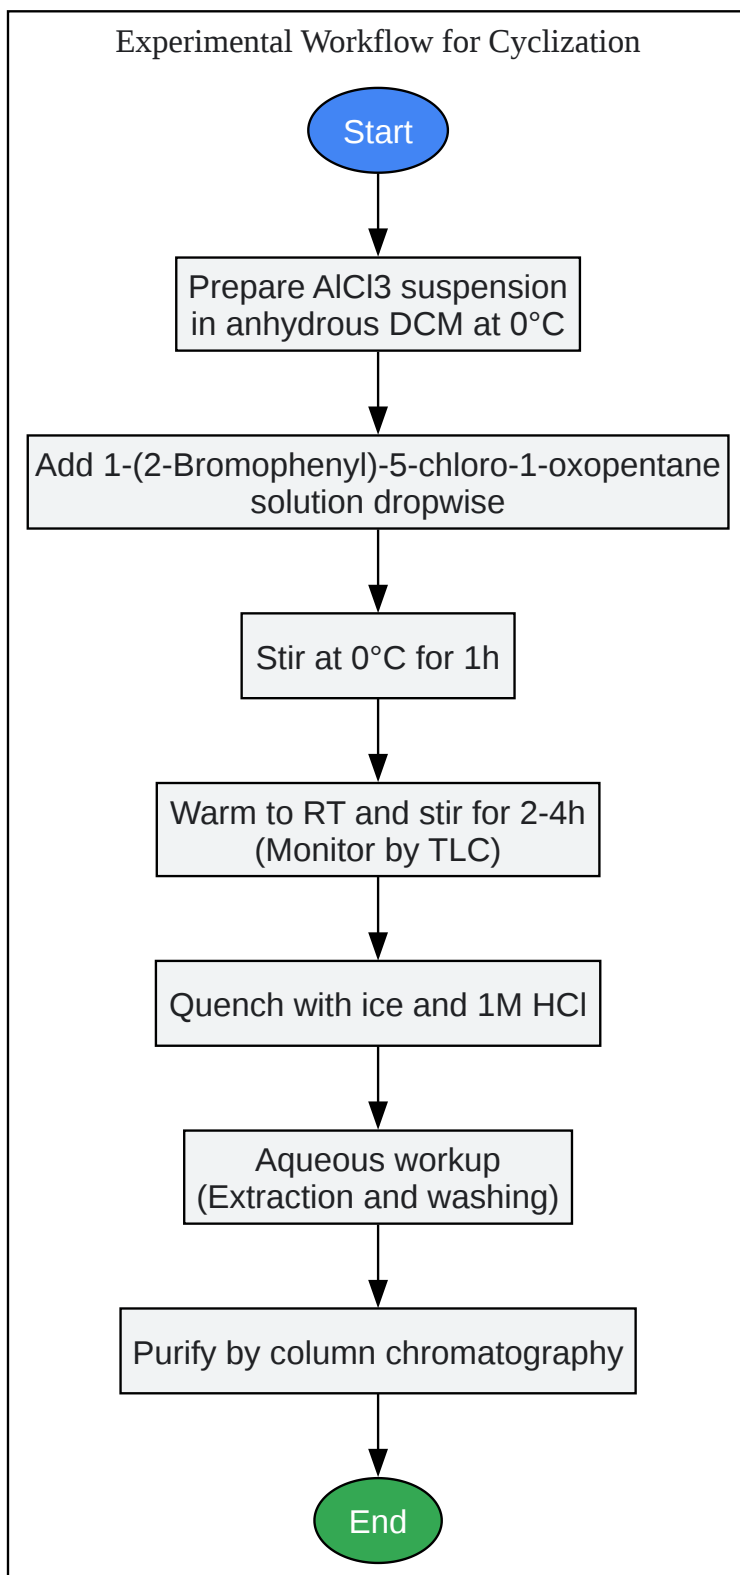 Experimental Workflow for Cyclization
Start
Prepare AlCl3 suspension
in anhydrous DCM at 0°C
Add 1-(2-Bromophenyl)-5-chloro-1-oxopentane
solution dropwise
Stir at 0°C for 1h
Warm to RT and stir for 2-4h
(Monitor by TLC)
Quench with ice and 1M HCl
Aqueous workup
(Extraction and washing)
Purify by column chromatography
End